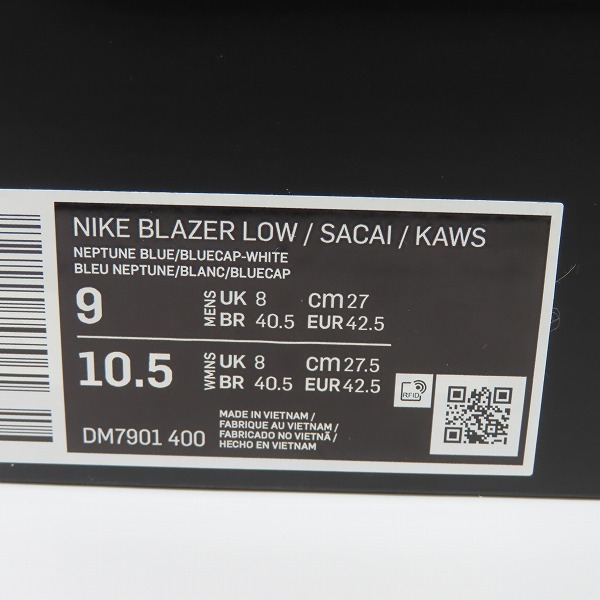 NIKE BLAZER LOW / SACAI / KAWS
NEPTUNE BLUE/BLUECAP-WHITE
BLEU NEPTUNE/BLANC/BLUECAP
9 MENS UK 8 cm 27
BR 40.5 EUR 42.5
10.5 WMNS UK 8 cm 27.5
BR 40.5 EUR 42.5
RFID
DM7901 400
MADE IN VIETNAM /
FABRIQUE AU VIETNAM /
FABRICADO NO VIETNÃ /
HECHO EN VIETNAM